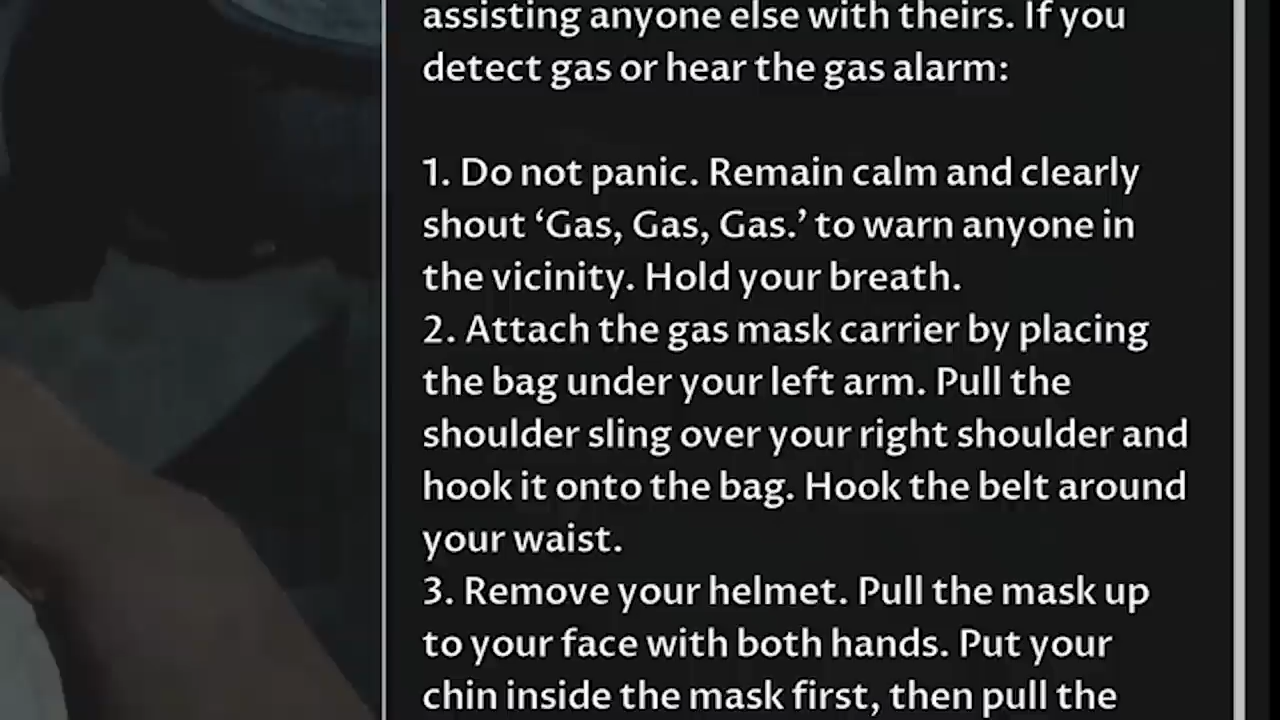 assisting anyone else with theirs. If you
detect gas or hear the gas alarm:
1. Do not panic. Remain calm and clearly
shout ‘Gas, Gas, Gas.’ to warn anyone in
the vicinity. Hold your breath.
2. Attach the gas mask carrier by placing
the bag under your left arm. Pull the
shoulder sling over your right shoulder and
hook it onto the bag. Hook the belt around
your waist.
3. Remove your helmet. Pull the mask up
to your face with both hands. Put your
chin inside the mask first, then pull the